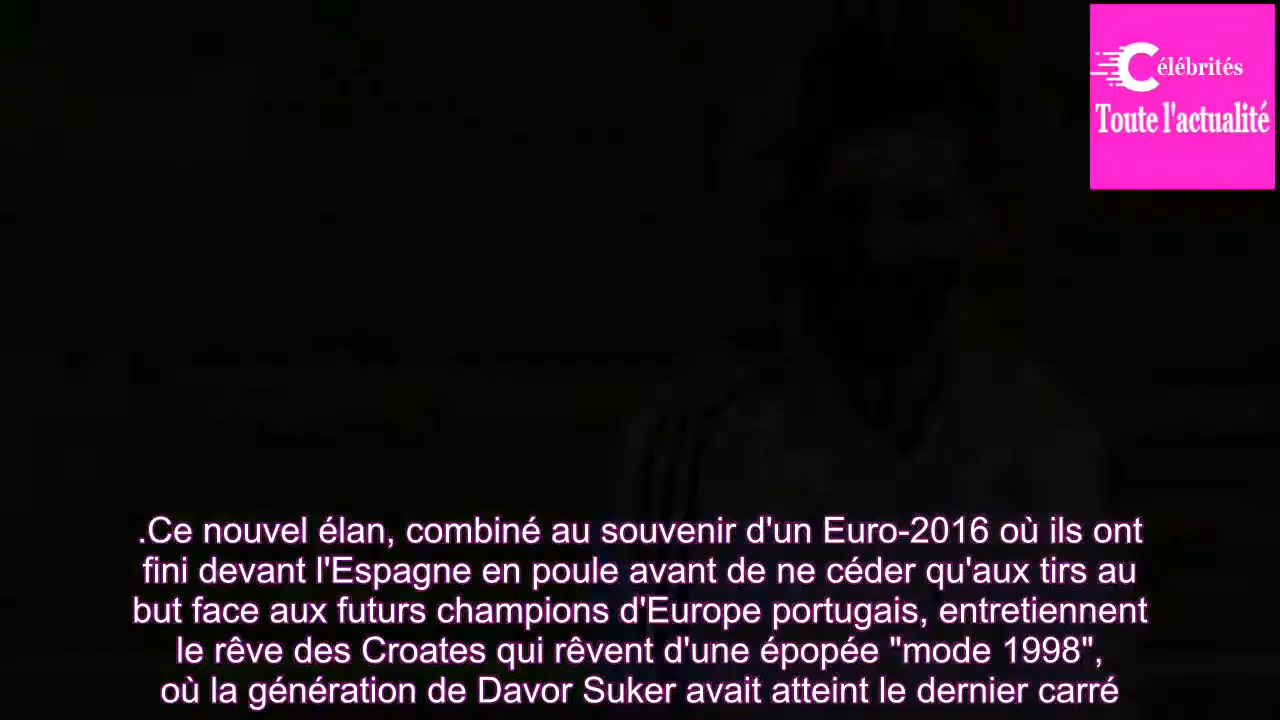 Célébrités
Toute l'actualité
.Ce nouvel élan, combiné au souvenir d'un Euro-2016 où ils ont
fini devant l'Espagne en poule avant de ne céder qu'aux tirs au
but face aux futurs champions d'Europe portugais, entretiennent
le rêve des Croates qui rêvent d'une épopée "mode 1998",
où la génération de Davor Suker avait atteint le dernier carré